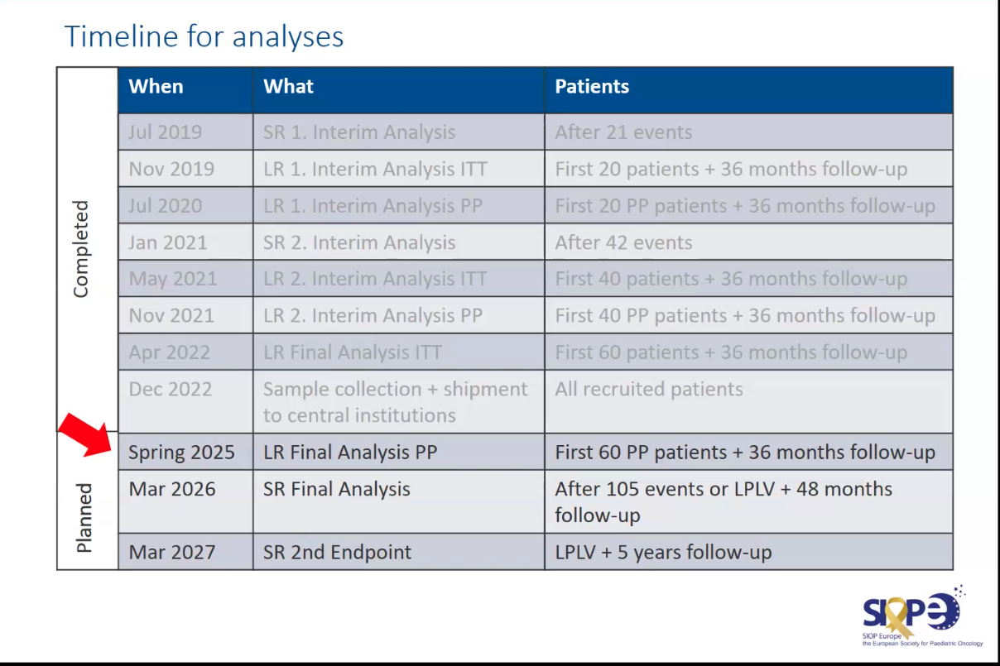 Timeline for analyses
When What Patients
Completed
Jul 2019 SR 1. Interim Analysis After 21 events
Nov 2019 LR 1. Interim Analysis ITT First 20 patients + 36 months follow-up
Jul 2020 LR 1. Interim Analysis PP First 20 PP patients + 36 months follow-up
Jan 2021 SR 2. Interim Analysis After 42 events
May 2021 LR 2. Interim Analysis ITT First 40 patients + 36 months follow-up
Nov 2021 LR 2. Interim Analysis PP First 40 PP patients + 36 months follow-up
Apr 2022 LR Final Analysis ITT First 60 patients + 36 months follow-up
Dec 2022 Sample collection + shipment All recruited patients
to central institutions
Planned
Spring 2025 LR Final Analysis PP First 60 PP patients + 36 months follow-up
Mar 2026 SR Final Analysis After 105 events or LPLV + 48 months
follow-up
Mar 2027 SR 2nd Endpoint LPLV + 5 years follow-up
SIOPe
SIOP Europe
the European Society for Paediatric Oncology